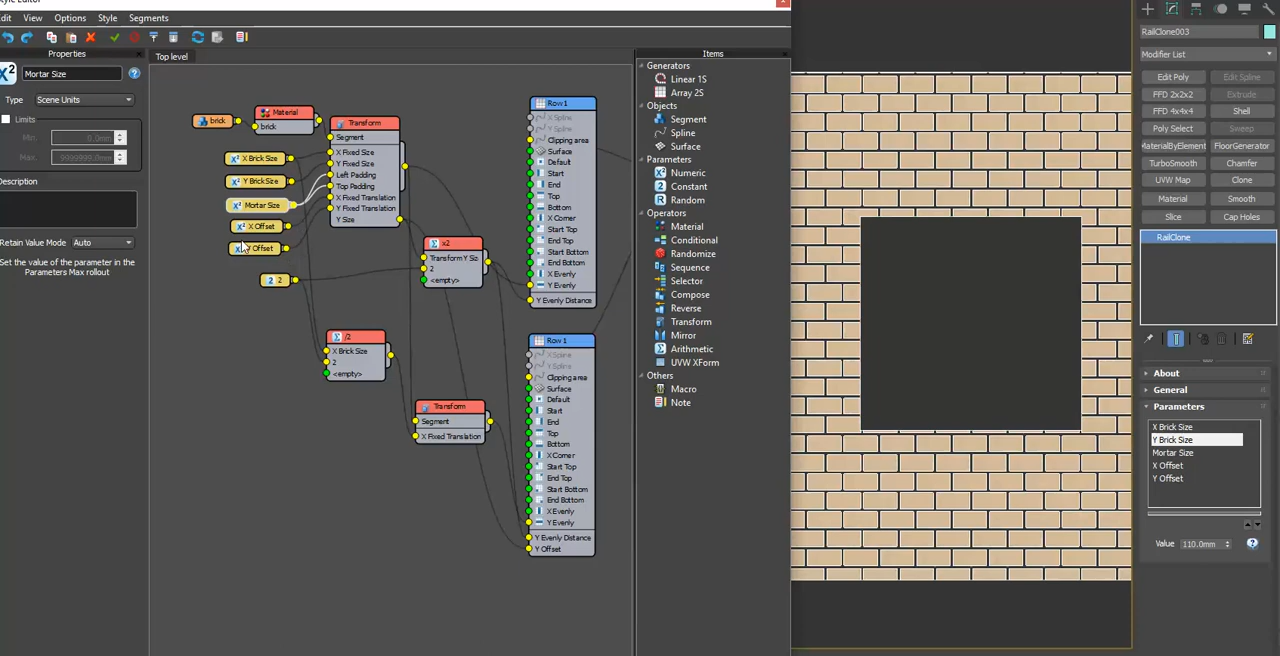 Style Editor
dit View Options Style Segments
Properties
Mortar Size
Type Scene Units
Limits
Min. 0.0mm
Max. 9999999.0mm
Description
Retain Value Mode Auto
Set the value of the parameter in the
Parameters Max rollout
Top level
brick
Material
brick
X Brick Size
Y Brick Size
Mortar Size
X Offset
Y Offset
2
Transform
Segment
X Fixed Size
Y Fixed Size
Left Padding
Top Padding
X Fixed Translation
Y Fixed Translation
Y Size
x2
Transform Y Siz
2
<empty>
/2
X Brick Size
2
<empty>
Transform
Segment
X Fixed Translation
Row 1
X Spline
Y Spline
Clipping area
Surface
Default
Start
End
Top
Bottom
X Corner
Start Top
End Top
Start Bottom
End Bottom
X Evenly
Y Evenly
Y Evenly Distance
Row 1
X Spline
Y Spline
Clipping area
Surface
Default
Start
End
Top
Bottom
X Corner
Start Top
End Top
Start Bottom
End Bottom
X Evenly
Y Evenly
Y Evenly Distance
Y Offset
Items
Generators
Linear 1S
Array 2S
Objects
Segment
Spline
Surface
Parameters
Numeric
Constant
Random
Operators
Material
Conditional
Randomize
Sequence
Selector
Compose
Reverse
Transform
Mirror
Arithmetic
UVW XForm
Others
Macro
Note
RailClone003
Modifier List
Edit Poly Edit Spline
FFD 2x2x2 Extrude
FFD 4x4x4 Shell
Poly Select Sweep
MaterialByElement FloorGenerator
TurboSmooth Chamfer
UVW Map Clone
Material Smooth
Slice Cap Holes
RailClone
About
General
Parameters
X Brick Size
Y Brick Size
Mortar Size
X Offset
Y Offset
Value 110.0mm